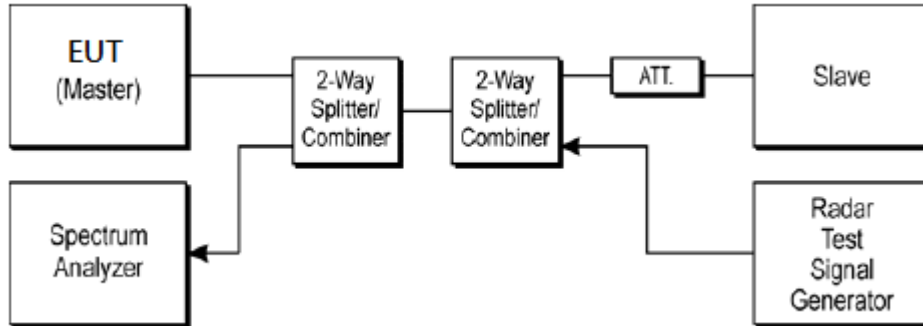 EUT
(Master)
2-Way
Splitter/
Combiner
2-Way
Splitter/
Combiner
ATT.
Slave
Spectrum
Analyzer
Radar
Test
Signal
Generator